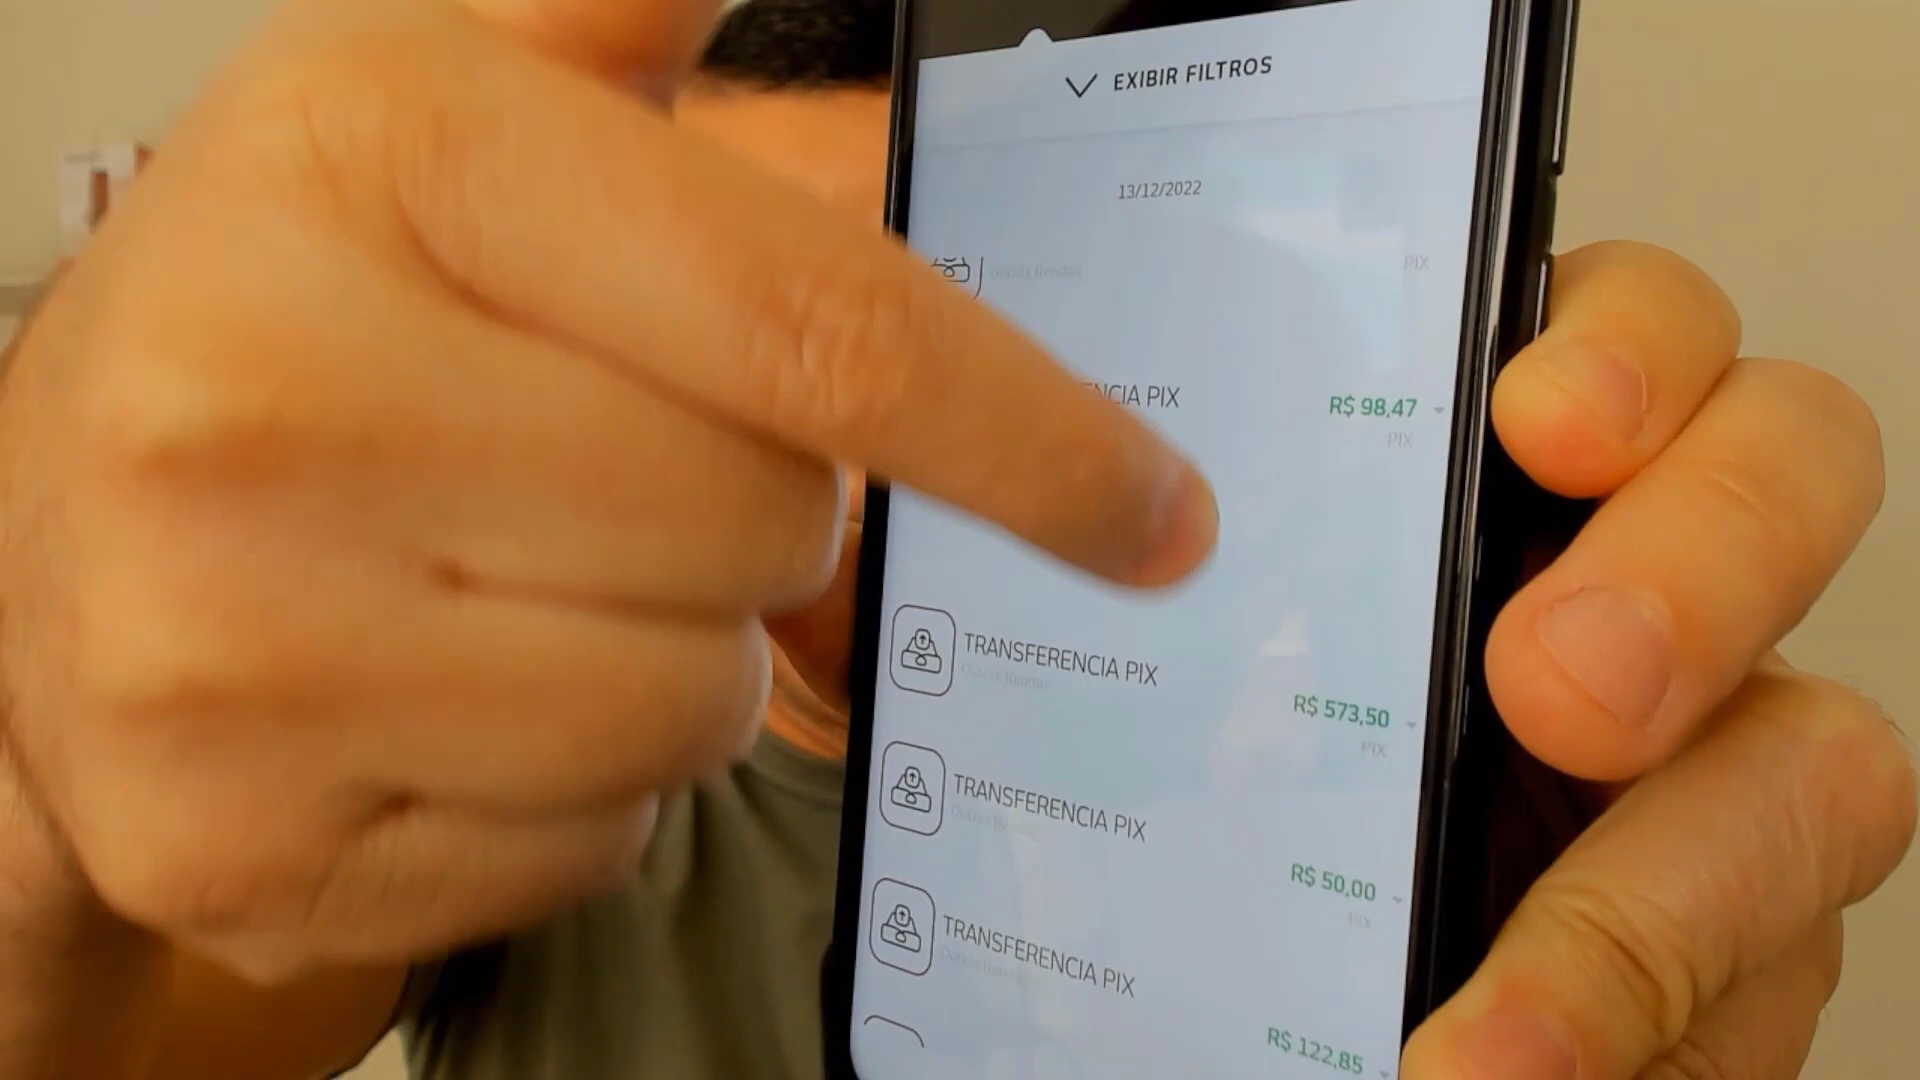 EXIBIR FILTROS
13/12/2022
PIX
NCIA PIX
R$ 98,47
PIX
TRANSFERENCIA PIX
R$ 573,50
PIX
TRANSFERENCIA PIX
R$ 50,00
PIX
TRANSFERENCIA PIX
R$ 122,85